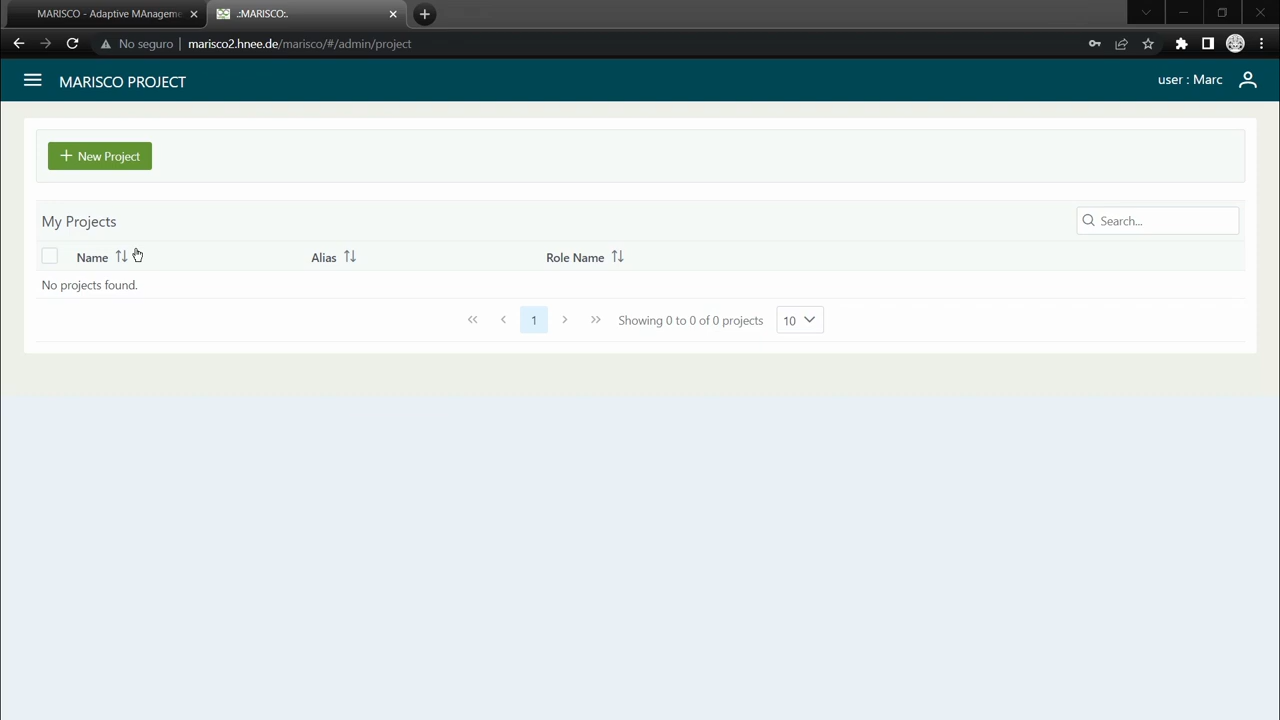 MARISCO - Adaptive MAnageme
.:MARISCO:.
No seguro
marisco2.hnee.de/marisco/#/admin/project
MARISCO PROJECT
user : Marc
New Project
My Projects
Search...
Name
Alias
Role Name
No projects found.
1
Showing 0 to 0 of 0 projects
10